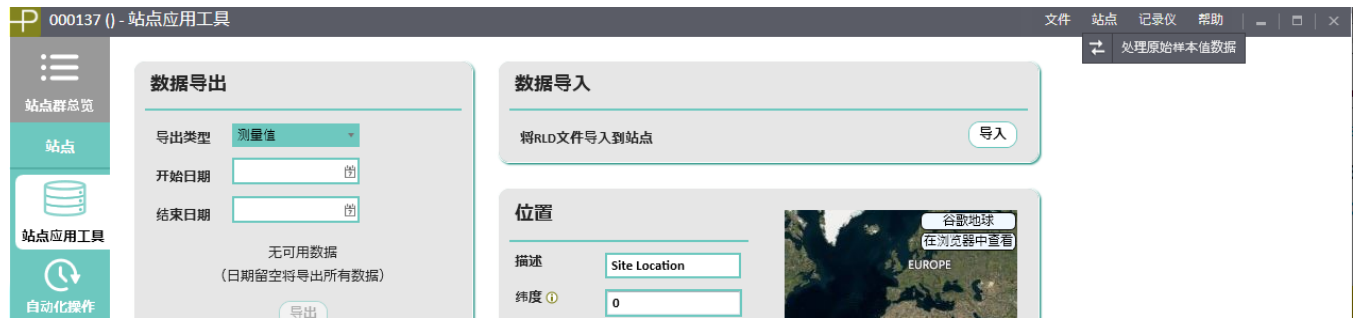 000137 () - 站点应用工具
文件 站点 记录仪 帮助
处理原始样本值数据
站点群总览
站点
站点应用工具
自动化操作
数据导出
导出类型 测量值
开始日期
结束日期
无可用数据
(日期留空将导出所有数据)
导出
数据导入
将RLD文件导入到站点 导入
位置
描述 Site Location
纬度 0
谷歌地球
在浏览器中查看
EUROPE